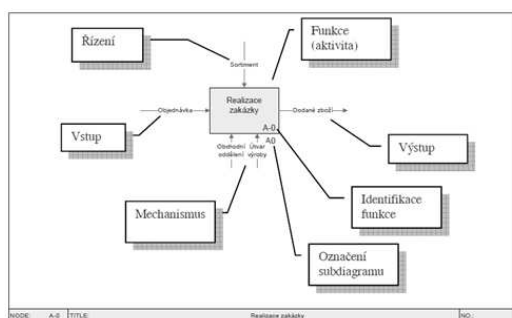 Řízení
Funkce
(aktivita)
Sortiment
Objednávka
Realizace
zakázky
Dodané zboží
A-0
A0
Vstup
Výstup
Obchodní
oddělení
Útvar
výroby
Mechanismus
Identifikace
funkce
Označení
subdiagramu
NODE: A-0 TITLE: Realizace zakázky NO.: